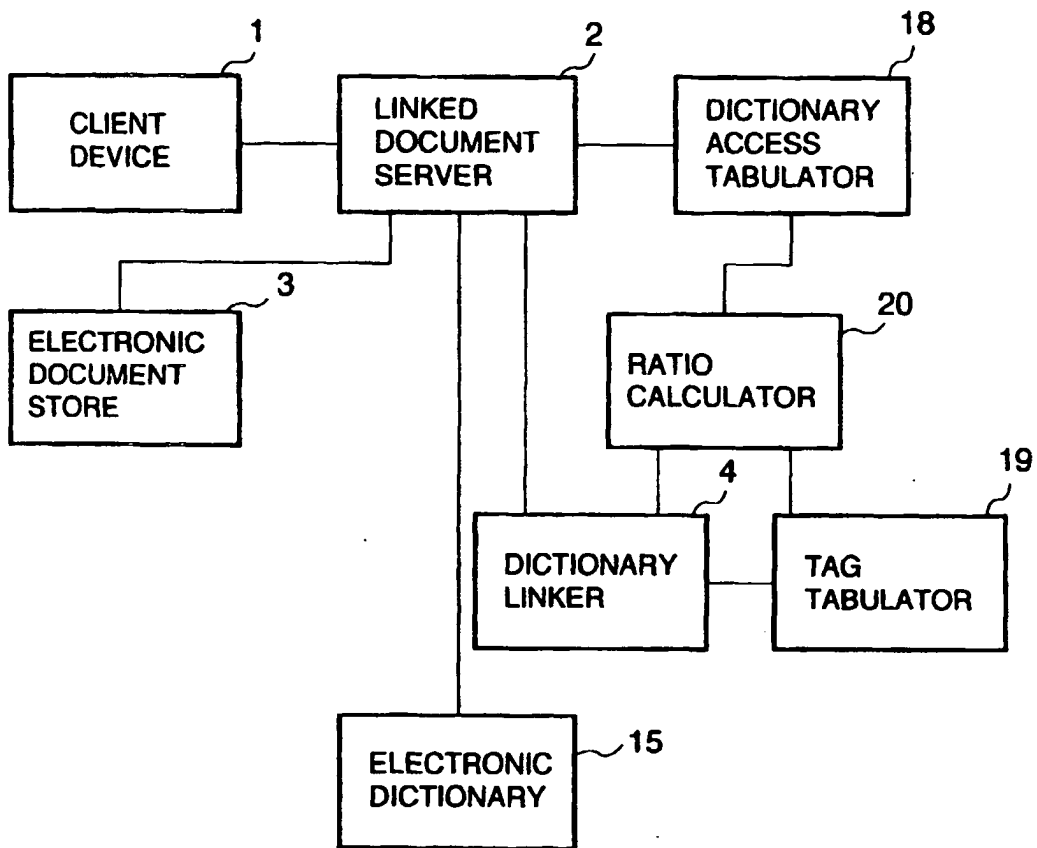 1
CLIENT
DEVICE
2
LINKED
DOCUMENT
SERVER
18
DICTIONARY
ACCESS
TABULATOR
3
ELECTRONIC
DOCUMENT
STORE
20
RATIO
CALCULATOR
4
DICTIONARY
LINKER
19
TAG
TABULATOR
15
ELECTRONIC
DICTIONARY